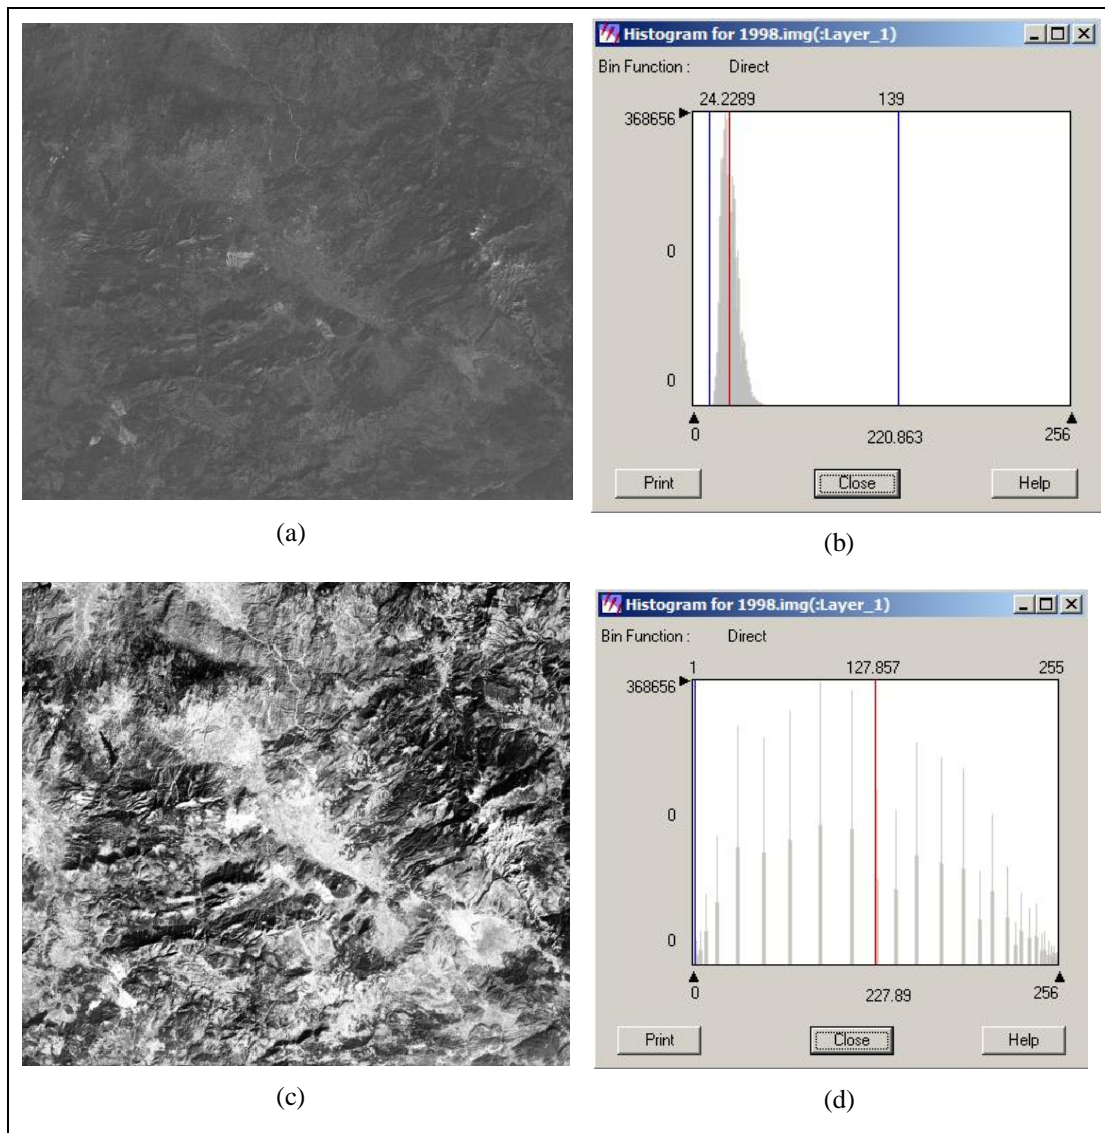 Histogram for 1998.img(:Layer_1)
Bin Function : Direct
24.2289 139
368656
0
0
0 220.863 256
Print Close Help
(a)
(b)
Histogram for 1998.img(:Layer_1)
Bin Function : Direct
1 127.857 255
368656
0
0
0 227.89 256
Print Close Help
(c)
(d)